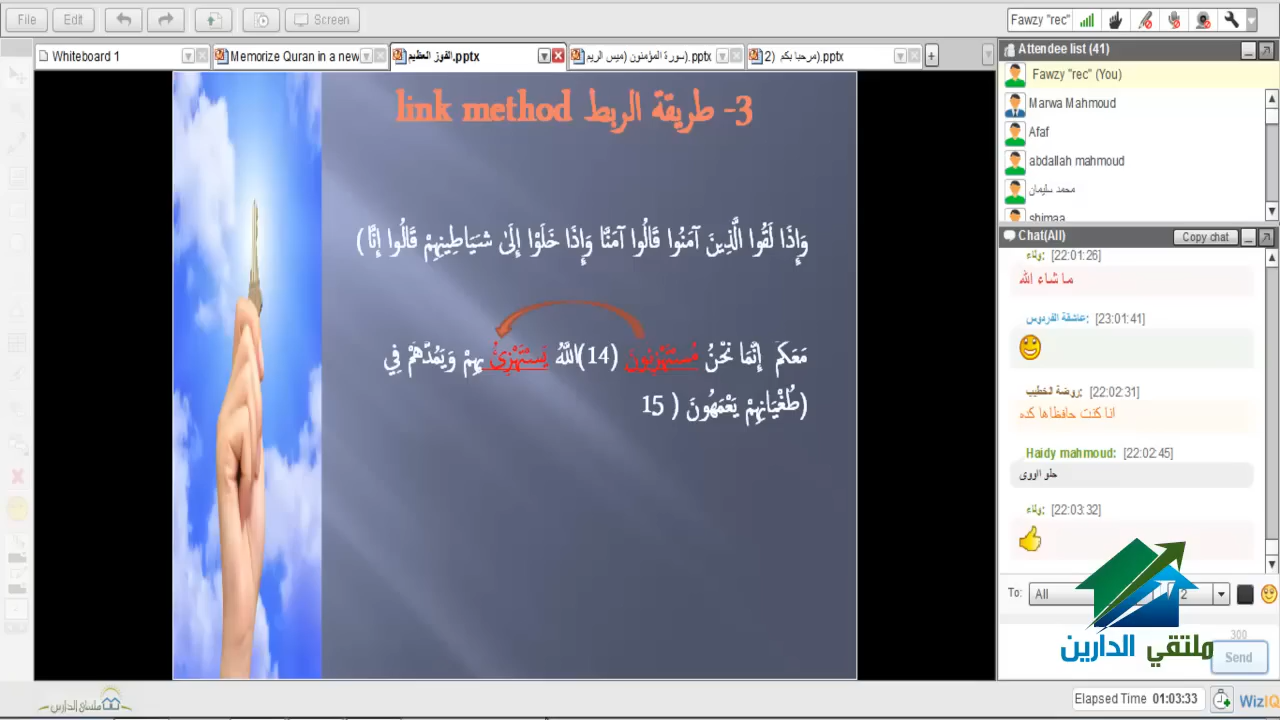 File
Edit
Screen
Fawzy "rec"
Whiteboard 1
Memorize Quran in a new
الفوز العظيم.pptx
سورة المؤمنون (ميس الريم).pptx
مرحبا بكم (2).pptx
Attendee list (41)
Fawzy "rec" (You)
Marwa Mahmoud
Afaf
abdallah mahmoud
محمد سليمان
shimaa
3- طريقة الربط link method
وَإِذَا لَقُوا الَّذِينَ آمَنُوا قَالُوا آمَنَّا وَإِذَا خَلَوْا إِلَىٰ شَيَاطِينِهِمْ قَالُوا إِنَّا )
مَعَكُمْ إِنَّمَا نَحْنُ مُسْتَهْزِئُونَ (14)اللَّهُ يَسْتَهْزِئُ بِهِمْ وَيَمُدُّهُمْ فِي
(طُغْيَانِهِمْ يَعْمَهُونَ ( 15
Chat(All)
Copy chat
ولاء: [22:01:26]
ما شاء الله
عاشقة الفردوس: [23:01:41]
روضة الخطيب: [22:02:31]
انا كنت حافظاها كده
Haidy mahmoud: [22:02:45]
حلو اااوى
ولاء: [22:03:32]
To:
All
2
300
Send
ملتقي الدارين
ملتقى الدارين
Elapsed Time 01:03:33
WizIQ